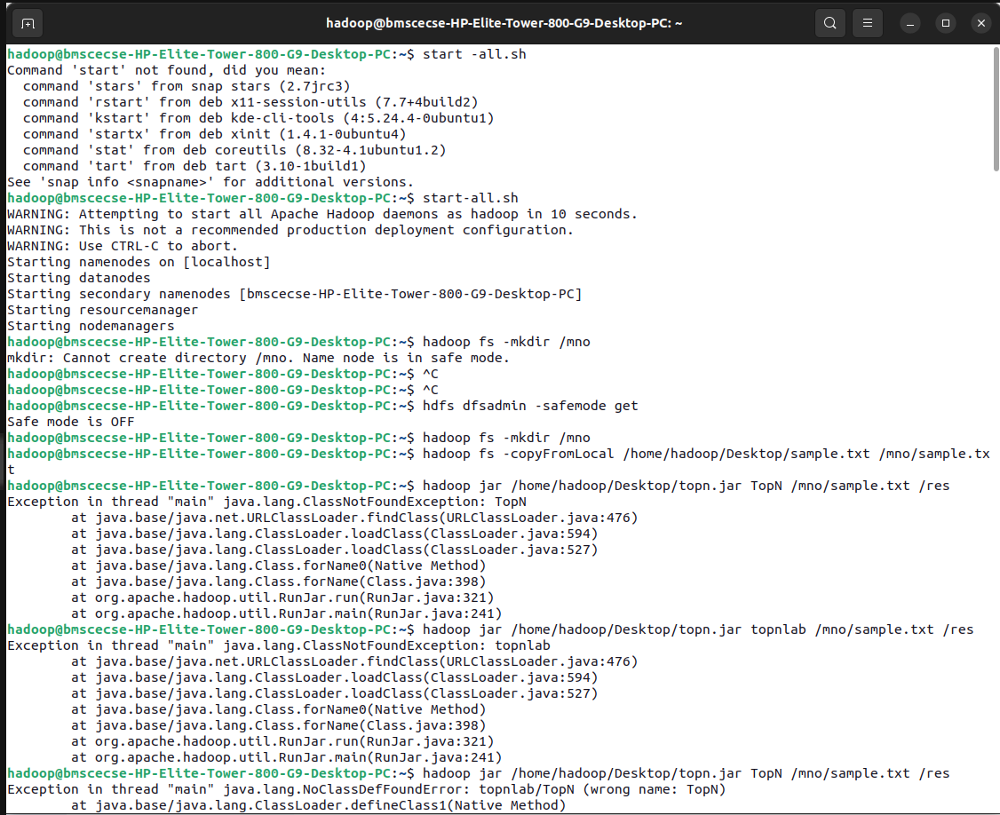 hadoop@bmscecse-HP-Elite-Tower-800-G9-Desktop-PC: ~
hadoop@bmscecse-HP-Elite-Tower-800-G9-Desktop-PC:~$ start -all.sh
Command 'start' not found, did you mean:
  command 'stars' from snap stars (2.7jrc3)
  command 'rstart' from deb x11-session-utils (7.7+4build2)
  command 'kstart' from deb kde-cli-tools (4:5.24.4-0ubuntu1)
  command 'startx' from deb xinit (1.4.1-0ubuntu4)
  command 'stat' from deb coreutils (8.32-4.1ubuntu1.2)
  command 'tart' from deb tart (3.10-1build1)
See 'snap info <snapname>' for additional versions.
hadoop@bmscecse-HP-Elite-Tower-800-G9-Desktop-PC:~$ start-all.sh
WARNING: Attempting to start all Apache Hadoop daemons as hadoop in 10 seconds.
WARNING: This is not a recommended production deployment configuration.
WARNING: Use CTRL-C to abort.
Starting namenodes on [localhost]
Starting datanodes
Starting secondary namenodes [bmscecse-HP-Elite-Tower-800-G9-Desktop-PC]
Starting resourcemanager
Starting nodemanagers
hadoop@bmscecse-HP-Elite-Tower-800-G9-Desktop-PC:~$ hadoop fs -mkdir /mno
mkdir: Cannot create directory /mno. Name node is in safe mode.
hadoop@bmscecse-HP-Elite-Tower-800-G9-Desktop-PC:~$ ^C
hadoop@bmscecse-HP-Elite-Tower-800-G9-Desktop-PC:~$ ^C
hadoop@bmscecse-HP-Elite-Tower-800-G9-Desktop-PC:~$ hdfs dfsadmin -safemode get
Safe mode is OFF
hadoop@bmscecse-HP-Elite-Tower-800-G9-Desktop-PC:~$ hadoop fs -mkdir /mno
hadoop@bmscecse-HP-Elite-Tower-800-G9-Desktop-PC:~$ hadoop fs -copyFromLocal /home/hadoop/Desktop/sample.txt /mno/sample.tx
t
hadoop@bmscecse-HP-Elite-Tower-800-G9-Desktop-PC:~$ hadoop jar /home/hadoop/Desktop/topn.jar TopN /mno/sample.txt /res
Exception in thread "main" java.lang.ClassNotFoundException: TopN
        at java.base/java.net.URLClassLoader.findClass(URLClassLoader.java:476)
        at java.base/java.lang.ClassLoader.loadClass(ClassLoader.java:594)
        at java.base/java.lang.ClassLoader.loadClass(ClassLoader.java:527)
        at java.base/java.lang.Class.forName0(Native Method)
        at java.base/java.lang.Class.forName(Class.java:398)
        at org.apache.hadoop.util.RunJar.run(RunJar.java:321)
        at org.apache.hadoop.util.RunJar.main(RunJar.java:241)
hadoop@bmscecse-HP-Elite-Tower-800-G9-Desktop-PC:~$ hadoop jar /home/hadoop/Desktop/topn.jar topnlab /mno/sample.txt /res
Exception in thread "main" java.lang.ClassNotFoundException: topnlab
        at java.base/java.net.URLClassLoader.findClass(URLClassLoader.java:476)
        at java.base/java.lang.ClassLoader.loadClass(ClassLoader.java:594)
        at java.base/java.lang.ClassLoader.loadClass(ClassLoader.java:527)
        at java.base/java.lang.Class.forName0(Native Method)
        at java.base/java.lang.Class.forName(Class.java:398)
        at org.apache.hadoop.util.RunJar.run(RunJar.java:321)
        at org.apache.hadoop.util.RunJar.main(RunJar.java:241)
hadoop@bmscecse-HP-Elite-Tower-800-G9-Desktop-PC:~$ hadoop jar /home/hadoop/Desktop/topn.jar TopN /mno/sample.txt /res
Exception in thread "main" java.lang.NoClassDefFoundError: topnlab/TopN (wrong name: TopN)
        at java.base/java.lang.ClassLoader.defineClass1(Native Method)